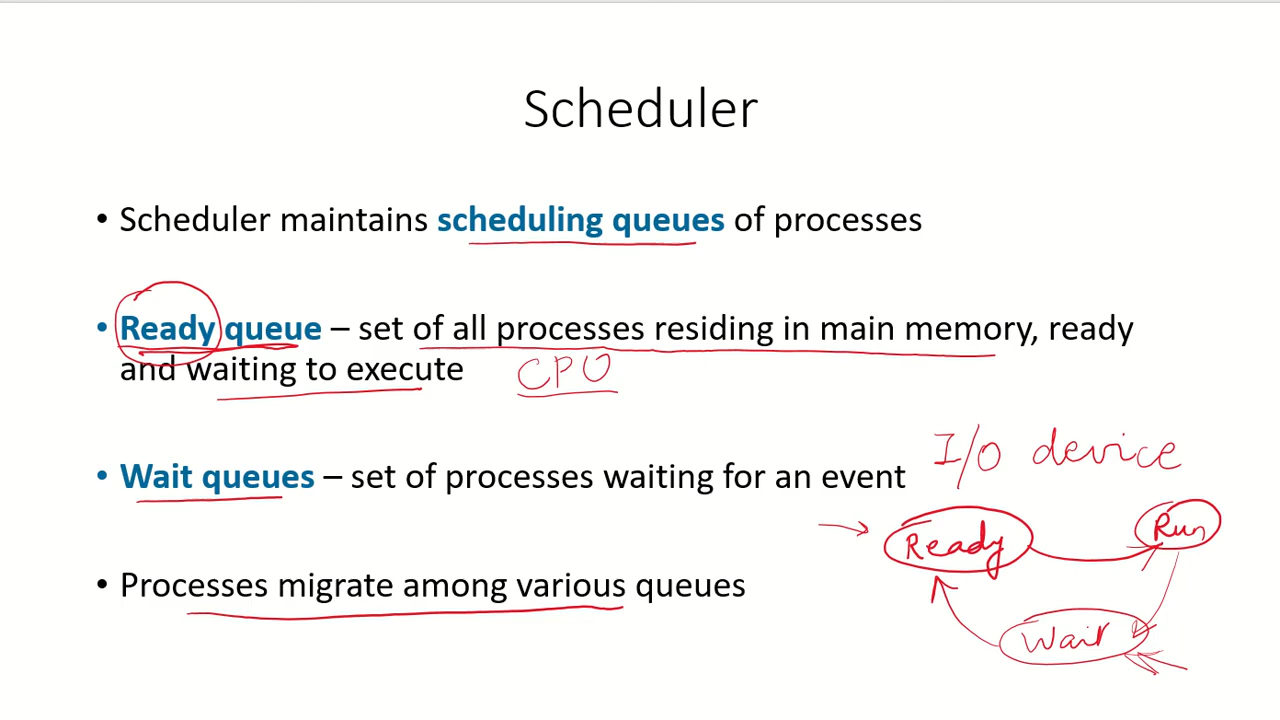 Scheduler
• Scheduler maintains scheduling queues of processes
• Ready queue – set of all processes residing in main memory, ready
and waiting to execute CPU
I/O device
• Wait queues – set of processes waiting for an event
Ready Run
• Processes migrate among various queues
Wait